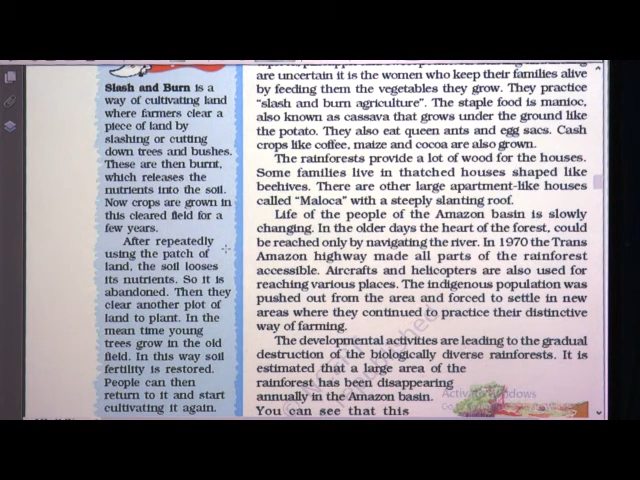 Slash and Burn is a
way of cultivating land
where farmers clear a
piece of land by
slashing or cutting
down trees and bushes.
These are then burnt,
which releases the
nutrients into the soil.
Now crops are grown in
this cleared field for a
few years.
After repeatedly
using the patch of
land, the soil looses
its nutrients. So it is
abandoned. Then they
clear another plot of
land to plant. In the
mean time young
trees grow in the old
field. In this way soil
fertility is restored.
People can then
return to it and start
cultivating it again.
are uncertain it is the women who keep their families alive
by feeding them the vegetables they grow. They practice
“slash and burn agriculture”. The staple food is manioc,
also known as cassava that grows under the ground like
the potato. They also eat queen ants and egg sacs. Cash
crops like coffee, maize and cocoa are also grown.
The rainforests provide a lot of wood for the houses.
Some families live in thatched houses shaped like
beehives. There are other large apartment-like houses
called “Maloca” with a steeply slanting roof.
Life of the people of the Amazon basin is slowly
changing. In the older days the heart of the forest, could
be reached only by navigating the river. In 1970 the Trans
Amazon highway made all parts of the rainforest
accessible. Aircrafts and helicopters are also used for
reaching various places. The indigenous population was
pushed out from the area and forced to settle in new
areas where they continued to practice their distinctive
way of farming.
The developmental activities are leading to the gradual
destruction of the biologically diverse rainforests. It is
estimated that a large area of the
rainforest has been disappearing
annually in the Amazon basin.
You can see that this
Activate Windows